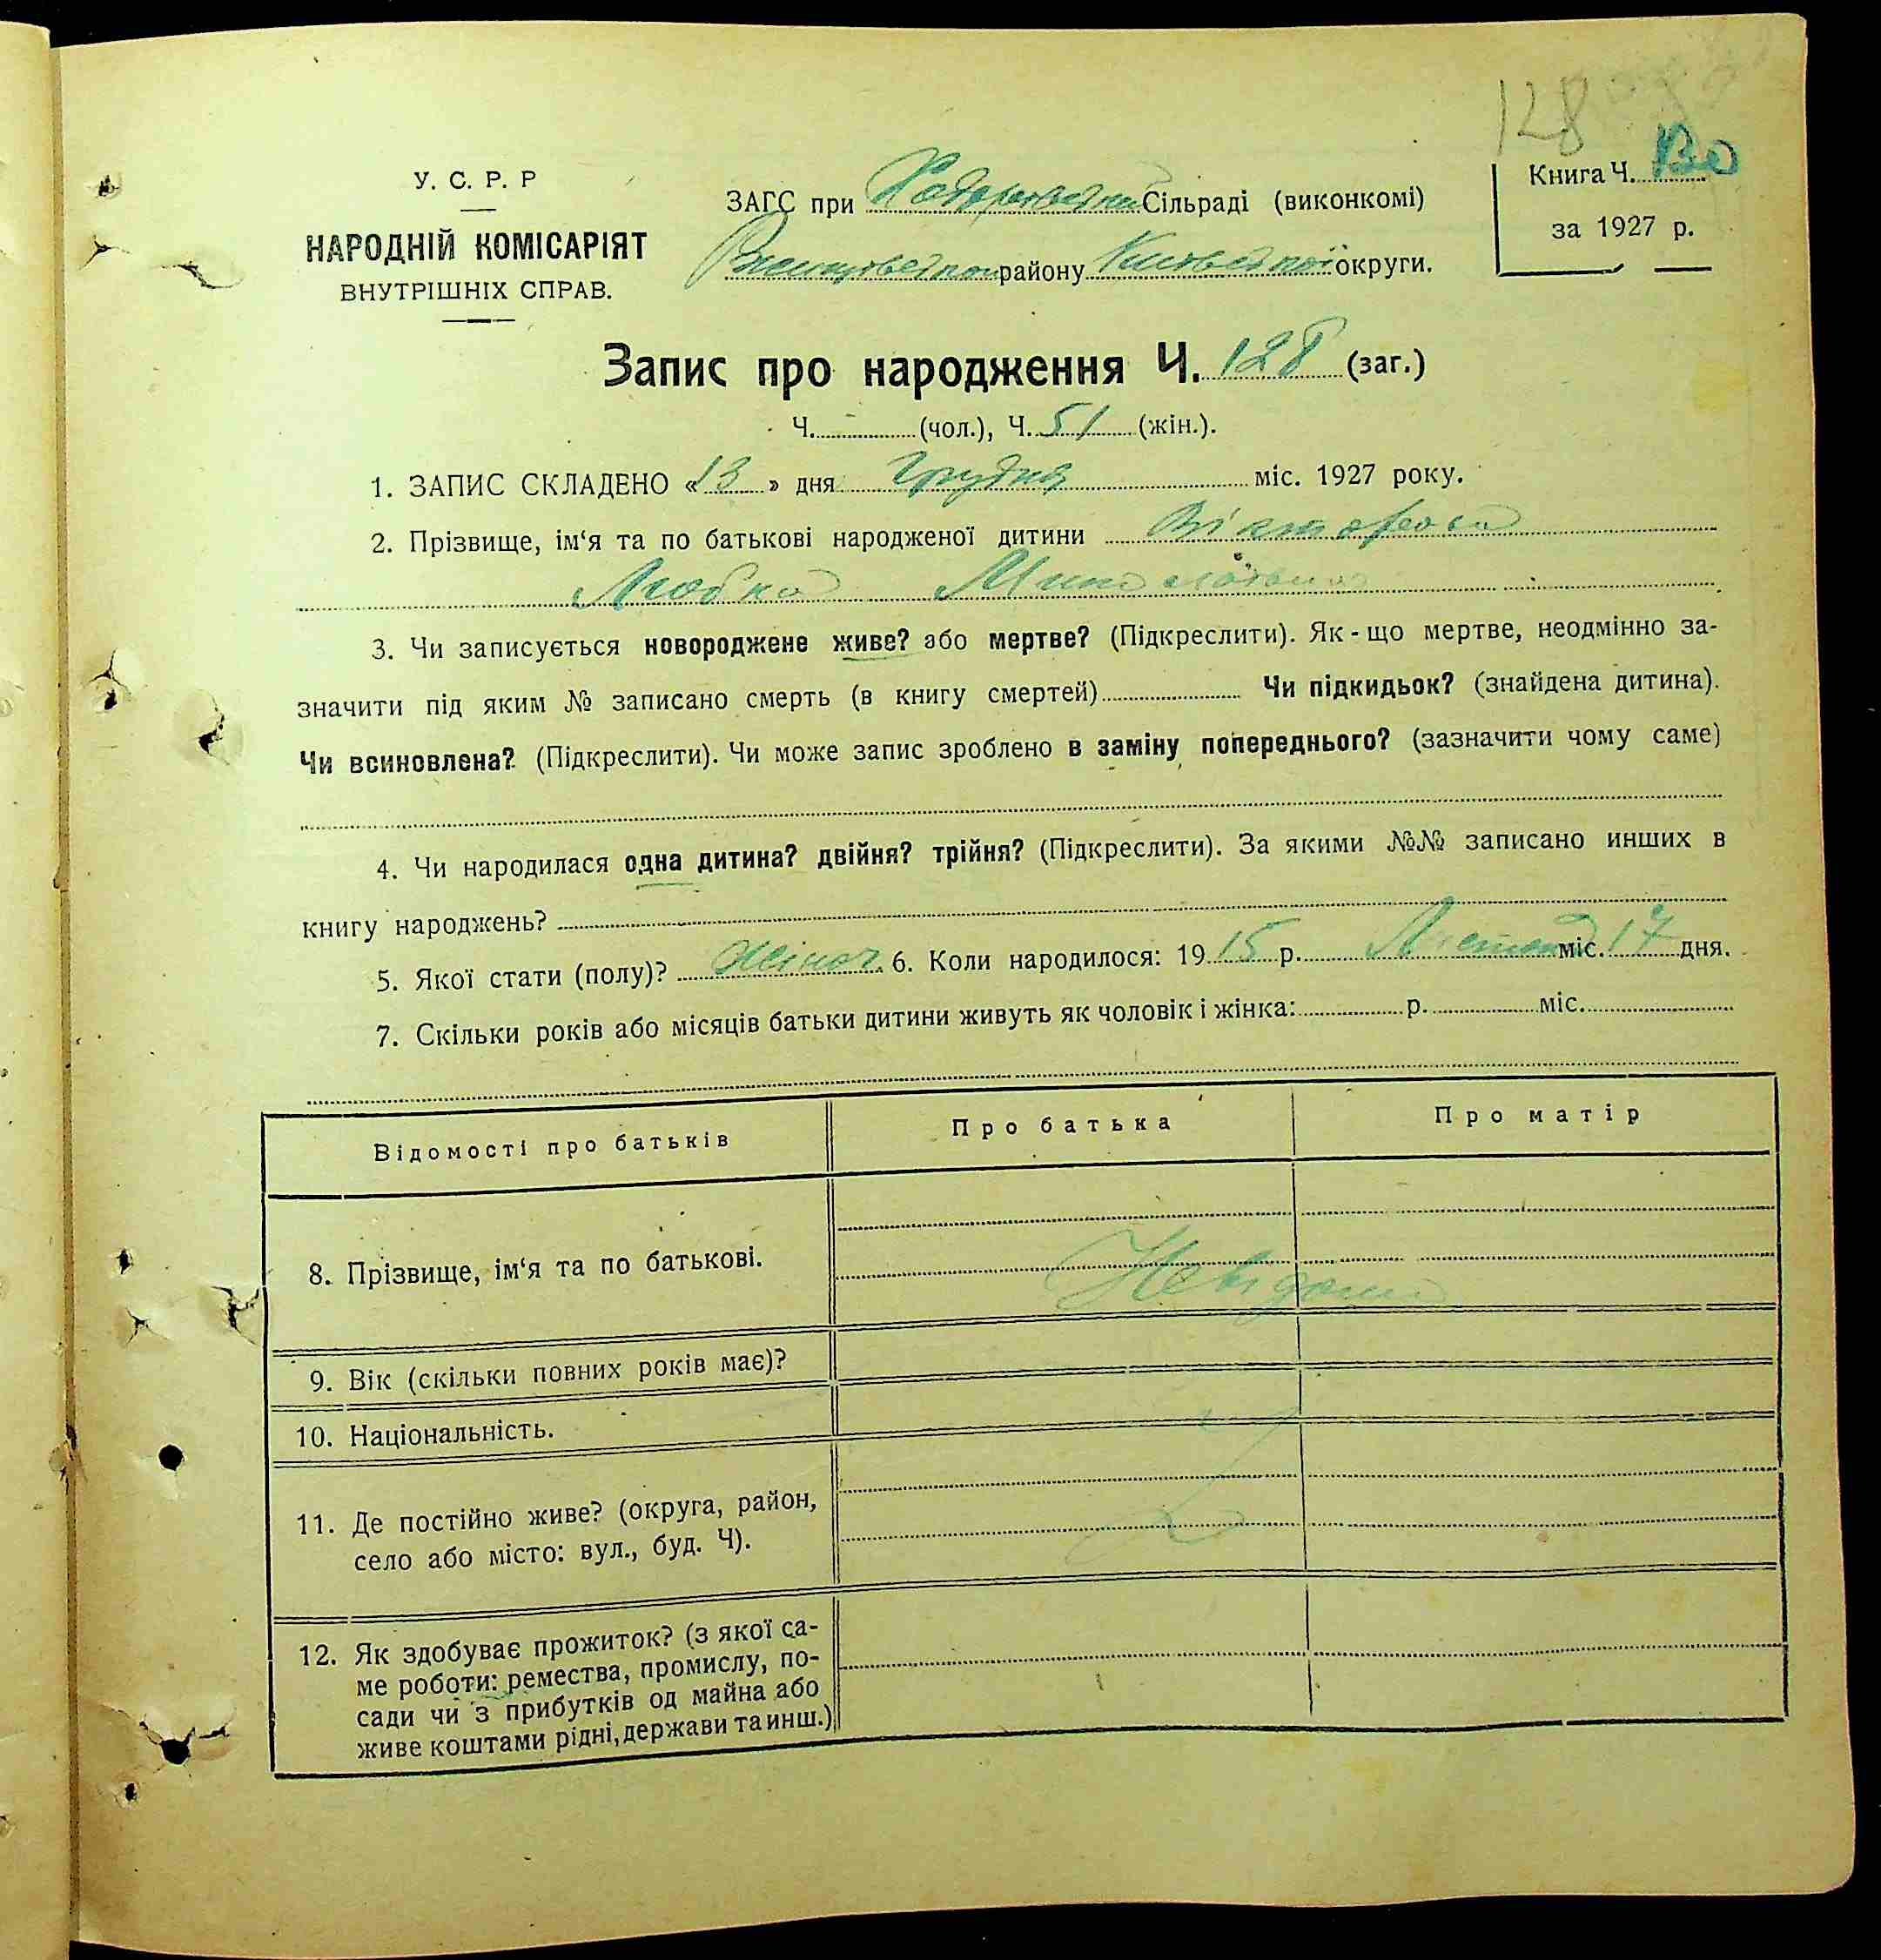 128
У. С. Р. Р
НАРОДНІЙ КОМІСАРІЯТ
ВНУТРІШНІХ СПРАВ.
ЗАГС при Сільраді (виконкомі)
району Київської округи.
Книга Ч.
за 1927 р.
Запис про народження Ч. 128 (заг.)
Ч. - (чол.), Ч. 51 (жін.).
1. ЗАПИС СКЛАДЕНО «13» дня Грудня міс. 1927 року.
2. Прізвище, ім‘я та по батькові народженої дитини
Любка Миколаївна
3. Чи записується новороджене живе? або мертве? (Підкреслити). Як-що мертве, неодмінно за-
значити під яким № записано смерть (в книгу смертей) Чи підкидьок? (знайдена дитина).
Чи всиновлена? (Підкреслити). Чи може запис зроблено в заміну попереднього? (зазначити чому саме)
4. Чи народилася одна дитина? двійня? трійня? (Підкреслити). За якими №№ записано инших в
книгу народжень?
5. Якої стати (полу)? Жіноч. 6. Коли народилося: 1915 р. Листопад міс. 17 дня.
7. Скільки років або місяців батьки дитини живуть як чоловік і жінка: р. міс.
Відомості про батьків Про батька Про матір
8. Прізвище, ім‘я та по батькові.
Невідомі
9. Вік (скільки повних років має)?
10. Національність.
11. Де постійно живе? (округа, район,
село або місто: вул., буд. Ч).
12. Як здобуває прожиток? (з якої са-
ме роботи: ремества, промислу, по-
сади чи з прибутків од майна або
живе коштами рідні, держави та инш.)